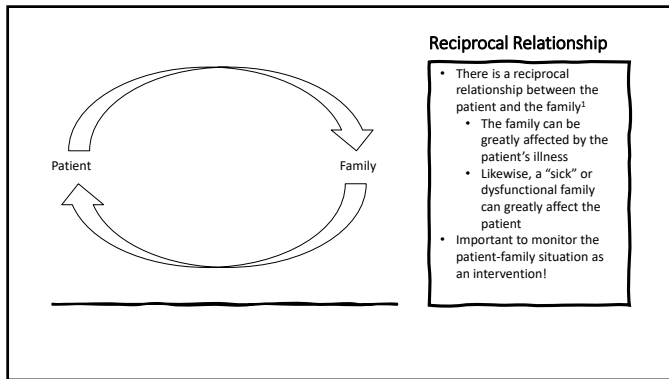 Reciprocal Relationship
• There is a reciprocal
relationship between the
patient and the family¹
• The family can be
greatly affected by the
patient's illness
• Likewise, a "sick" or
dysfunctional family
can greatly affect the
patient
• Important to monitor the
patient-family situation as
an intervention!
Patient
Family